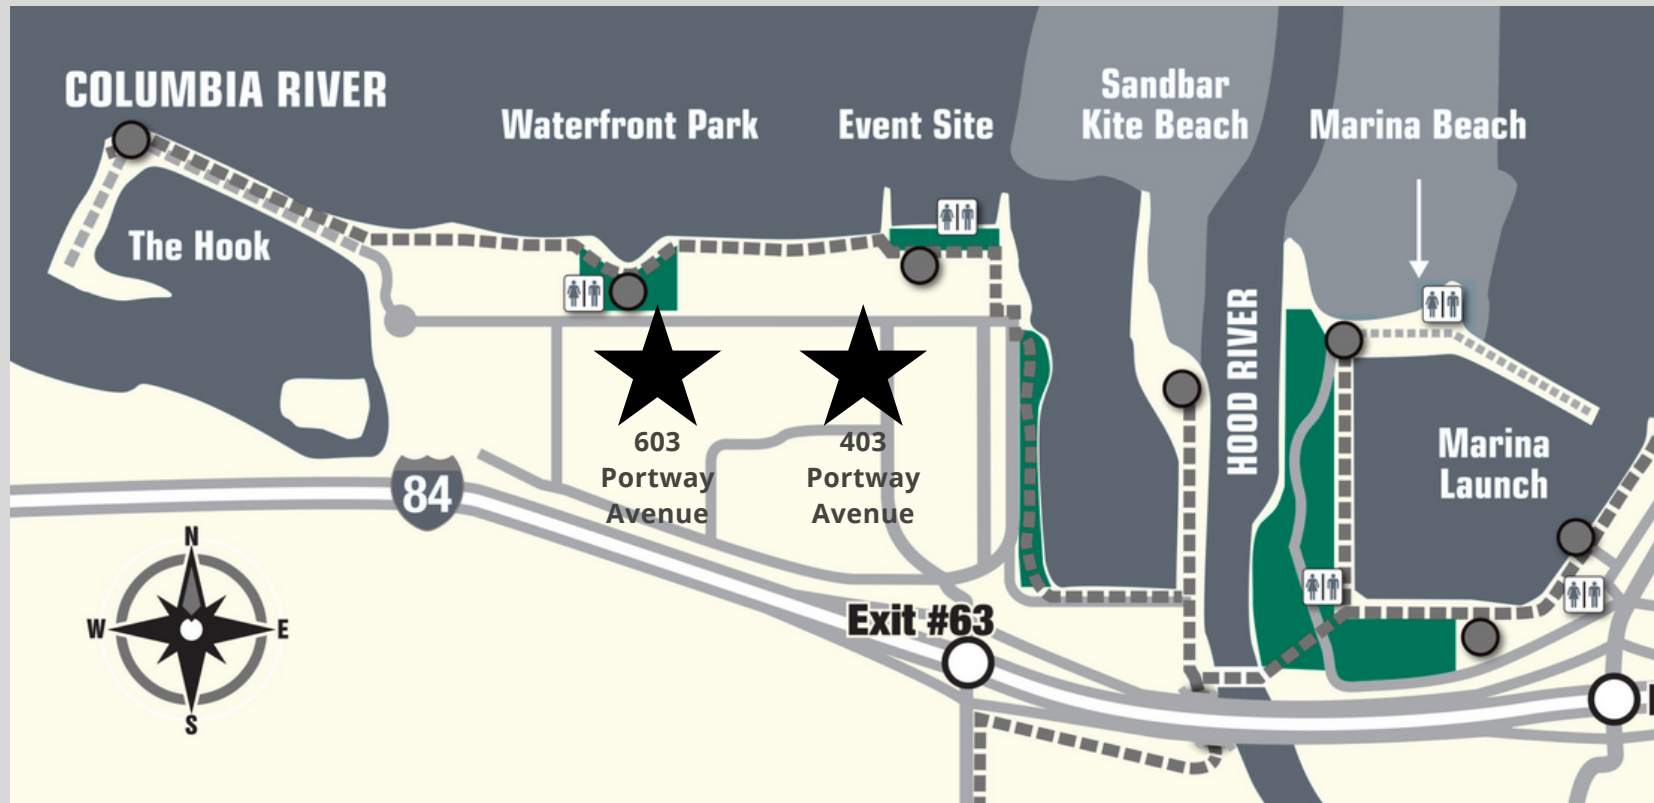 COLUMBIA RIVER
Waterfront Park
Event Site
Sandbar
Kite Beach
Marina Beach
The Hook
HOOD RIVER
603
Portway
Avenue
403
Portway
Avenue
Marina
Launch
84
N
W
E
S
Exit #63